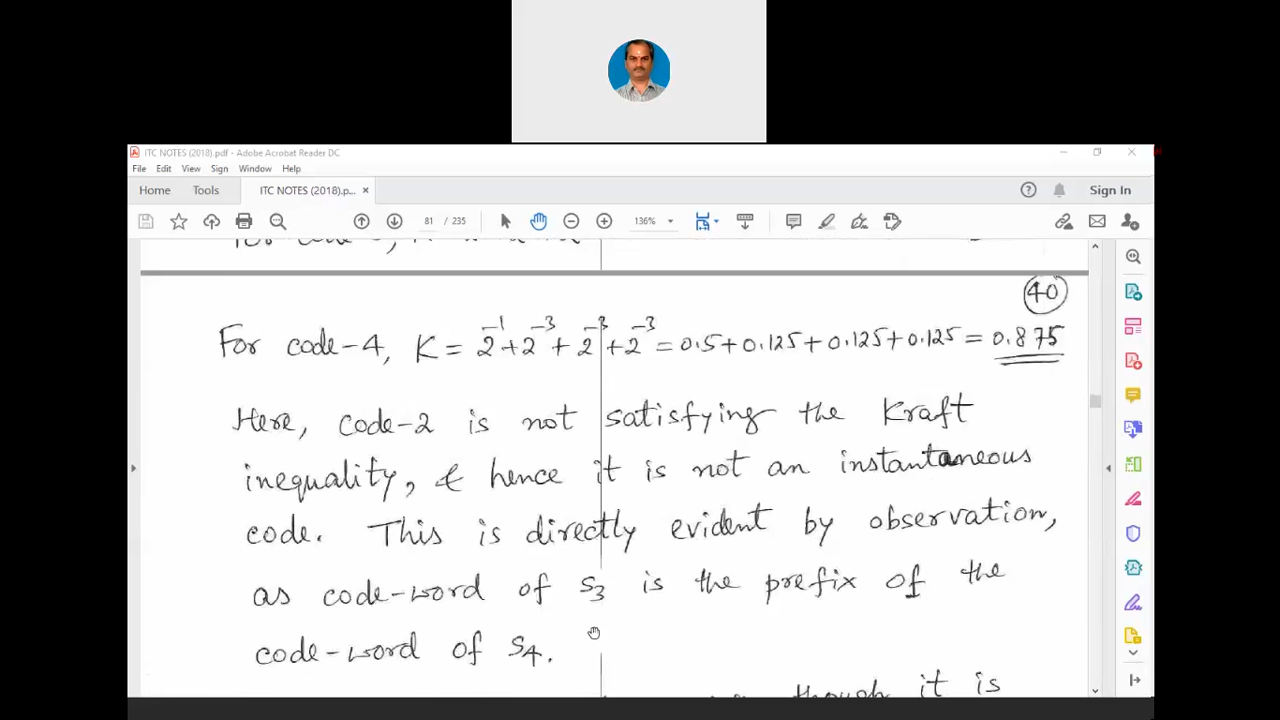 ITC NOTES (2018).pdf - Adobe Acrobat Reader DC
File Edit View Sign Window Help
Home Tools ITC NOTES (2018).p... × Sign In
81 / 235 136%
40
For code-4, K = 2⁻¹+2⁻³+2⁻³+2⁻³ = 0.5+0.125+0.125+0.125 = 0.875
Here, code-2 is not satisfying the Kraft
inequality, & hence it is not an instantaneous
code. This is directly evident by observation,
as code-word of S₃ is the prefix of the
code-word of S₄.
though it is